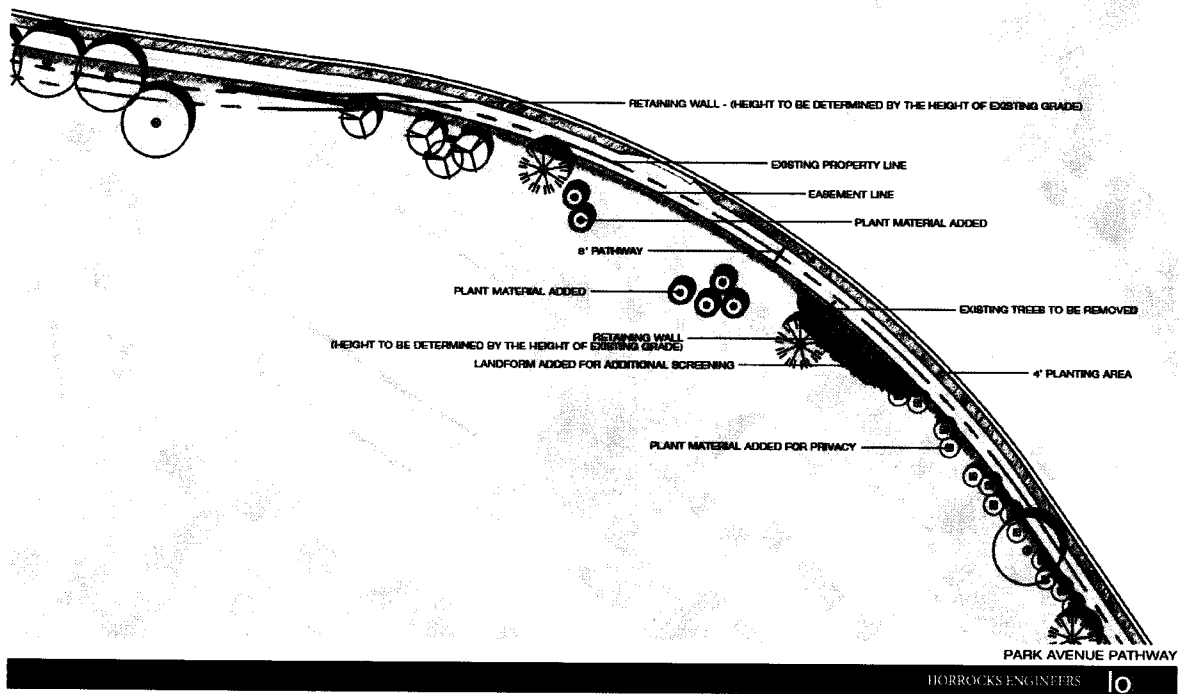 RETAINING WALL - (HEIGHT TO BE DETERMINED BY THE HEIGHT OF EXISTING GRADE)
EXISTING PROPERTY LINE
EASEMENT LINE
PLANT MATERIAL ADDED
8' PATHWAY
PLANT MATERIAL ADDED
EXISTING TREES TO BE REMOVED
RETAINING WALL
(HEIGHT TO BE DETERMINED BY THE HEIGHT OF EXISTING GRADE)
LANDFORM ADDED FOR ADDITIONAL SCREENING
4' PLANTING AREA
PLANT MATERIAL ADDED FOR PRIVACY
PARK AVENUE PATHWAY
HORROCKS ENGINEERS